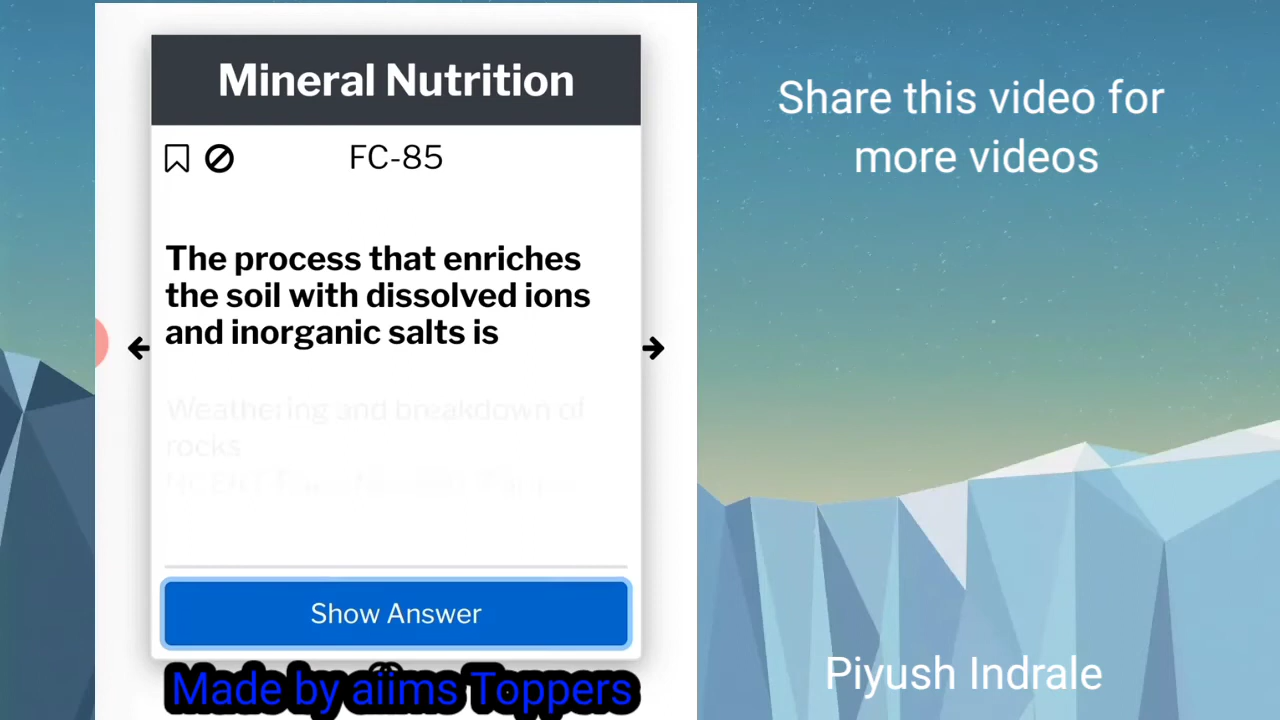 Mineral Nutrition
FC-85
The process that enriches
the soil with dissolved ions
and inorganic salts is
Weathering and breakdown of
rocks
Show Answer
Made by aiims Toppers
Share this video for
more videos
Piyush Indrale